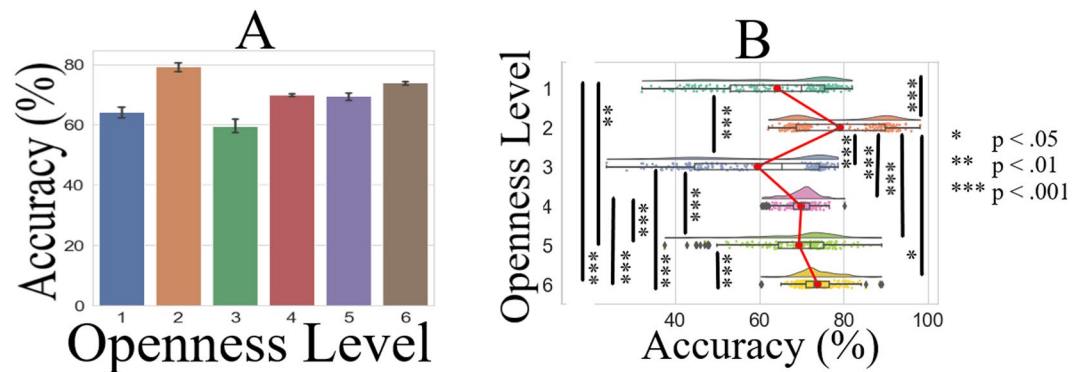 A
Accuracy (%)
80
60
40
20
0
1 2 3 4 5 6
Openness Level
B
Openness Level
1
2
3
4
5
6
**
***
***
***
***
***
***
***
***
***
***
***
***
*
40 60 80 100
Accuracy (%)
* p < .05
** p < .01
*** p < .001